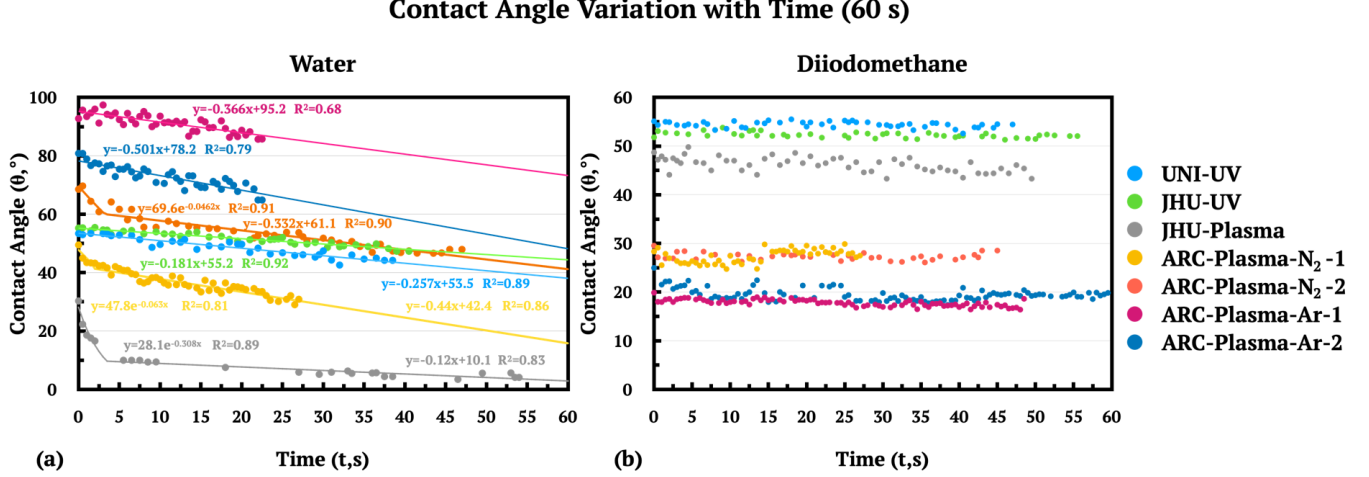 Contact Angle Variation with Time (60 s)
Water
Diiodomethane
Contact Angle (θ,°)
100
80
60
40
20
0
y=-0.366x+95.2 R²=0.68
y=-0.501x+78.2 R²=0.79
y=69.6e^-0.0462x R²=0.91
y=-0.332x+61.1 R²=0.90
y=-0.181x+55.2 R²=0.92
y=-0.257x+53.5 R²=0.89
y=47.8e^-0.065x R²=0.81
y=-0.44x+42.4 R²=0.86
y=28.1e^-0.308x R²=0.89
y=-0.12x+10.1 R²=0.83
0 5 10 15 20 25 30 35 40 45 50 55 60
(a)
Time (t,s)
Contact Angle (θ,°)
60
50
40
30
20
10
0
0 5 10 15 20 25 30 35 40 45 50 55 60
(b)
Time (t,s)
UNI-UV
JHU-UV
JHU-Plasma
ARC-Plasma-N₂-1
ARC-Plasma-N₂-2
ARC-Plasma-Ar-1
ARC-Plasma-Ar-2